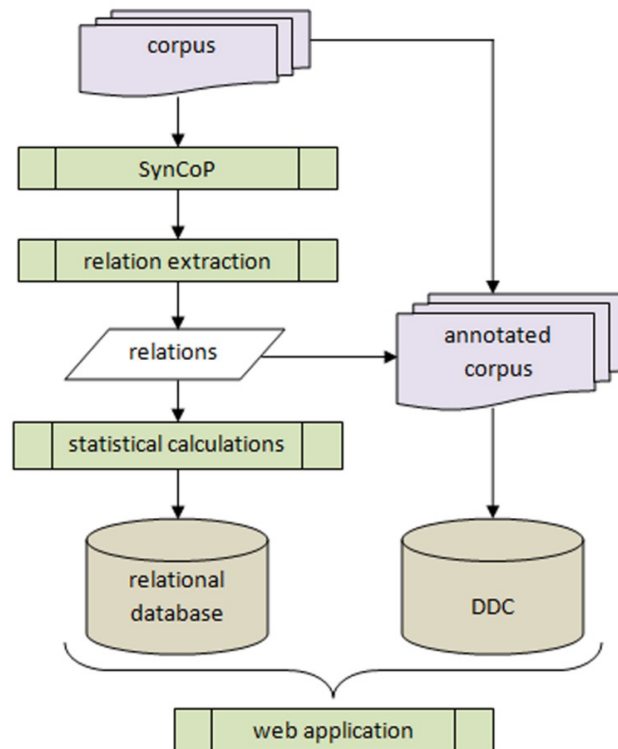 corpus
SynCoP
relation extraction
relations
annotated
corpus
statistical calculations
relational
database
DDC
web application